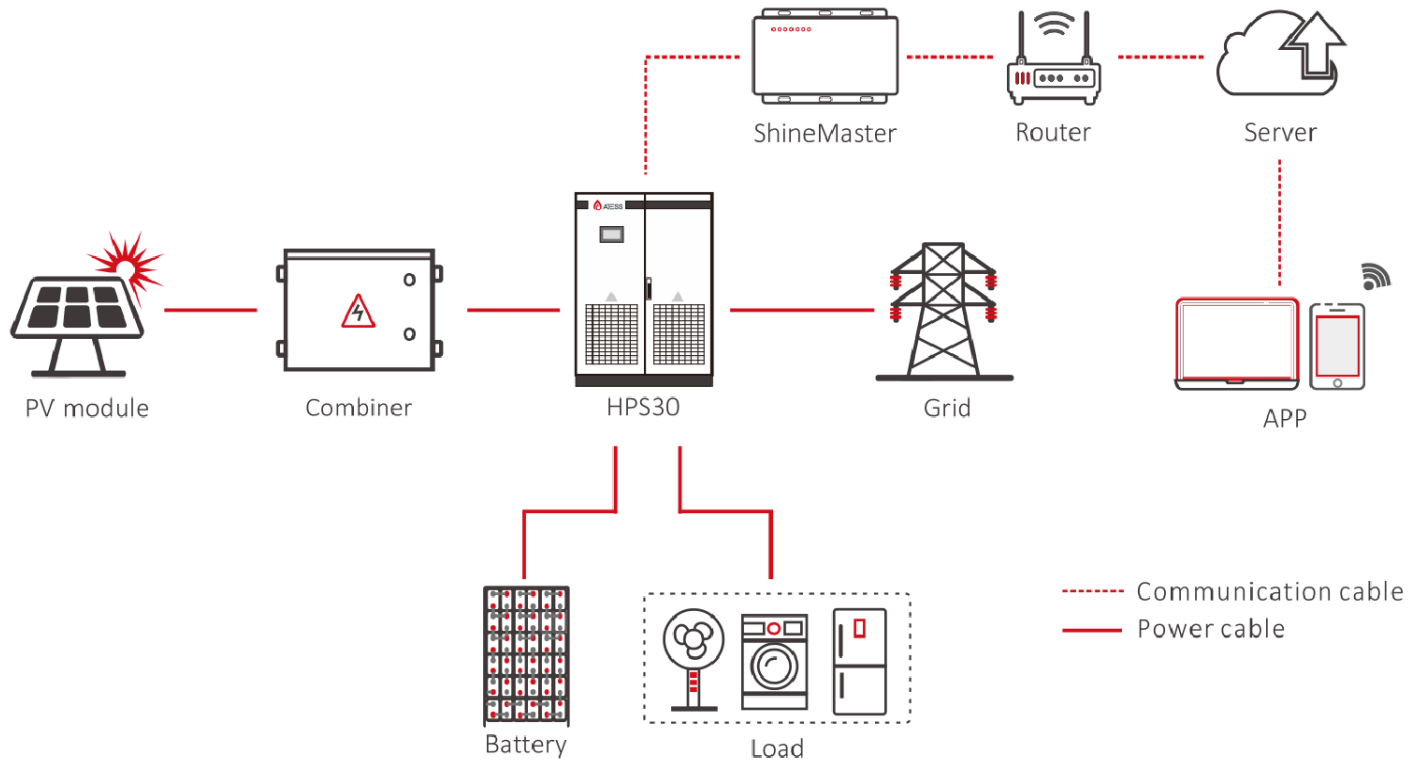 ShineMaster
Router
Server
ATESS
PV module
Combiner
HPS30
Grid
APP
Battery
Load
Communication cable
Power cable